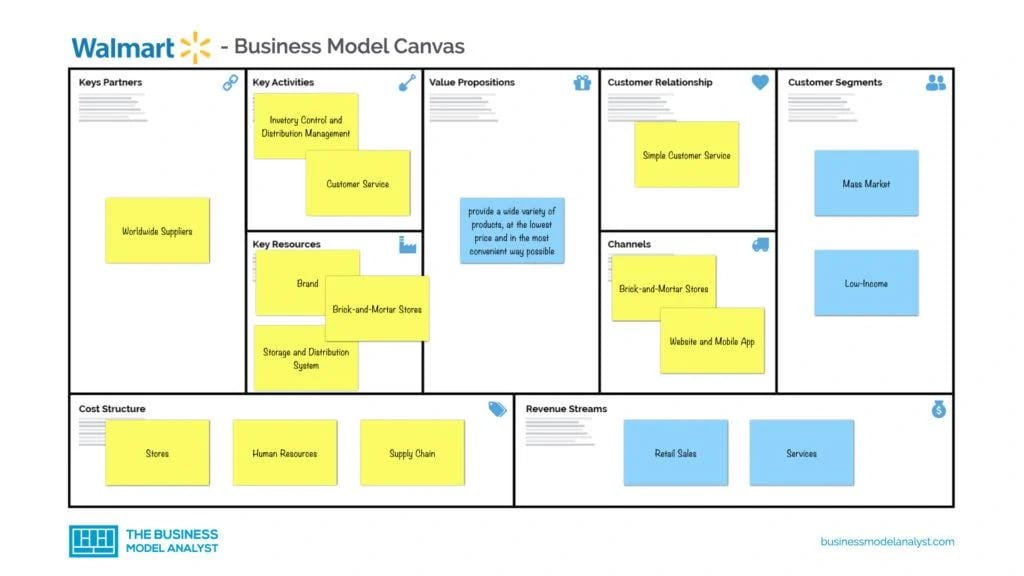 Walmart - Business Model Canvas
Keys Partners
Worldwide Suppliers
Key Activities
Invetory Control and
Distribution Management
Customer Service
Key Resources
Brand
Brick-and-Mortar Stores
Storage and Distribution
System
Value Propositions
provide a wide variety of
products, at the lowest
price and in the most
convenient way possible
Customer Relationship
Simple Customer Service
Channels
Brick-and-Mortar Stores
Website and Mobile App
Customer Segments
Mass Market
Low-Income
Cost Structure
Stores
Human Resources
Supply Chain
Revenue Streams
$
Retail Sales
Services
THE BUSINESS
MODEL ANALYST
businessmodelanalyst.com